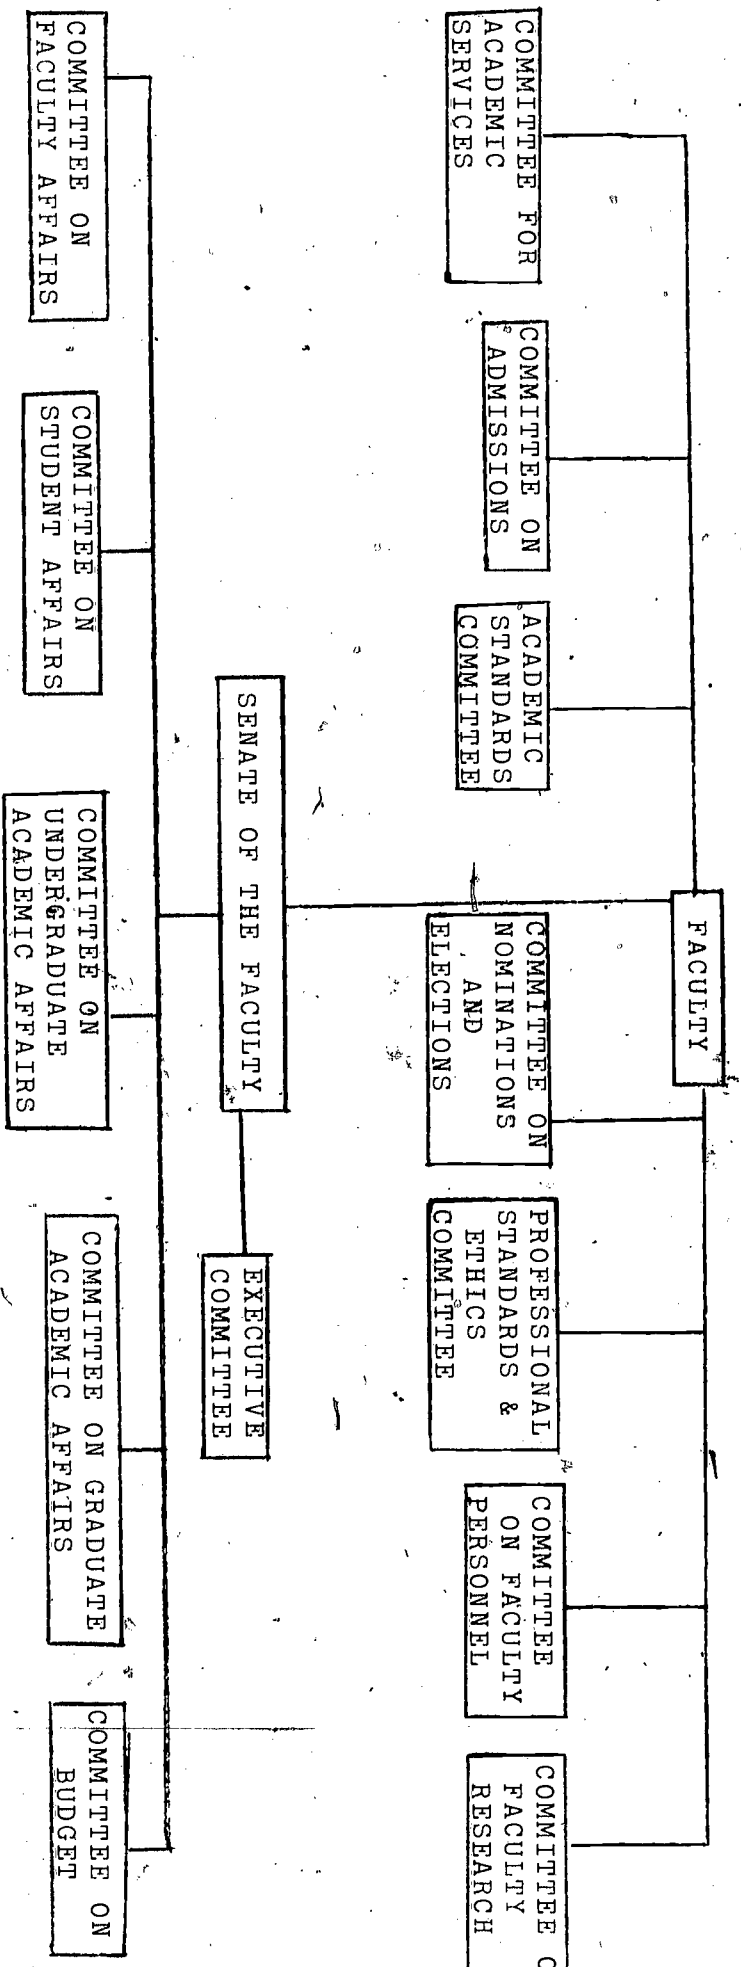 FACULTY
COMMITTEE FOR
ACADEMIC
SERVICES
COMMITTEE ON
ADMISSIONS
ACADEMIC
STANDARDS
COMMITTEE
COMMITTEE ON
NOMINATIONS
AND
ELECTIONS
PROFESSIONAL
STANDARDS &
ETHICS
COMMITTEE
COMMITTEE
ON FACULTY
PERSONNEL
COMMITTEE
FACULTY
RESEARCH
SENATE OF THE FACULTY
EXECUTIVE
COMMITTEE
COMMITTEE ON
FACULTY AFFAIRS
COMMITTEE ON
STUDENT AFFAIRS
COMMITTEE ON
UNDERGRADUATE
ACADEMIC AFFAIRS
COMMITTEE ON GRADUATE
ACADEMIC AFFAIRS
COMMITTEE ON
BUDGET